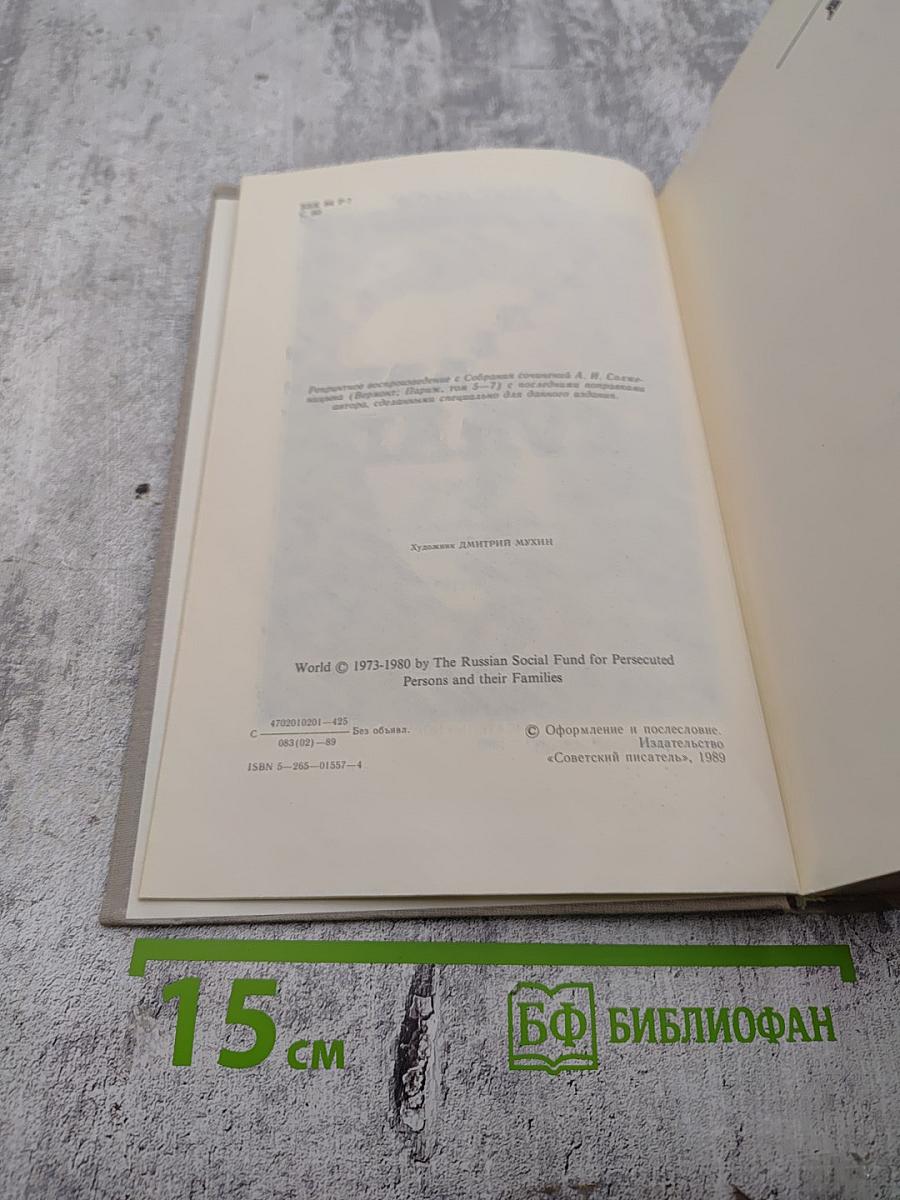 Репринтное воспроизведение с Собрания сочинений А. И. Солже-
ницына (Вермонт; Париж, том 5—7) с последними поправками
автора, сделанными специально для данного издания.
Художник ДМИТРИЙ МУХИН
World © 1973-1980 by The Russian Social Fund for Persecuted
Persons and their Families
С 4702010201—425 Без объявл.
083(02)—89
ISBN 5—265—01557—4
© Оформление и послесловие.
Издательство
«Советский писатель», 1989
15 см
БФ БИБЛИОФАН